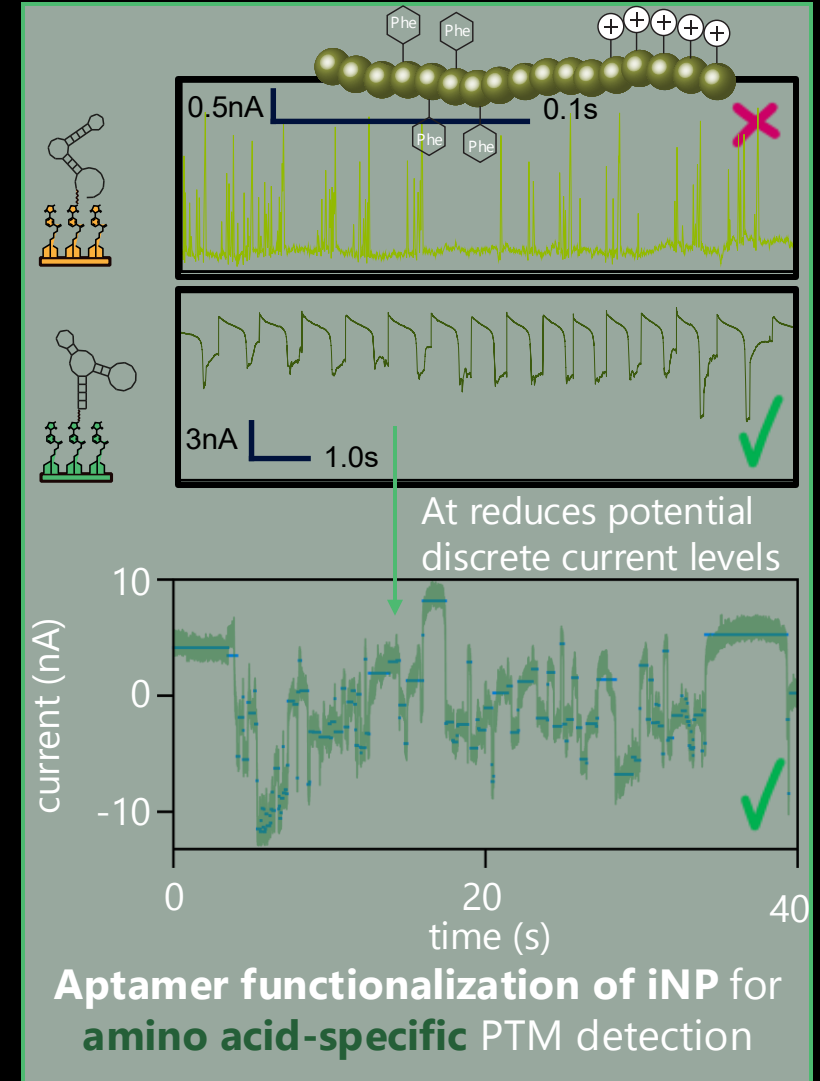 Phe
Phe
+ + + + +
0.5nA
0.1s
Phe
Phe
3nA
1.0s
At reduces potential
discrete current levels
10
0
-10
current (nA)
0
20
40
time (s)
Aptamer functionalization of iNP for
amino acid-specific PTM detection